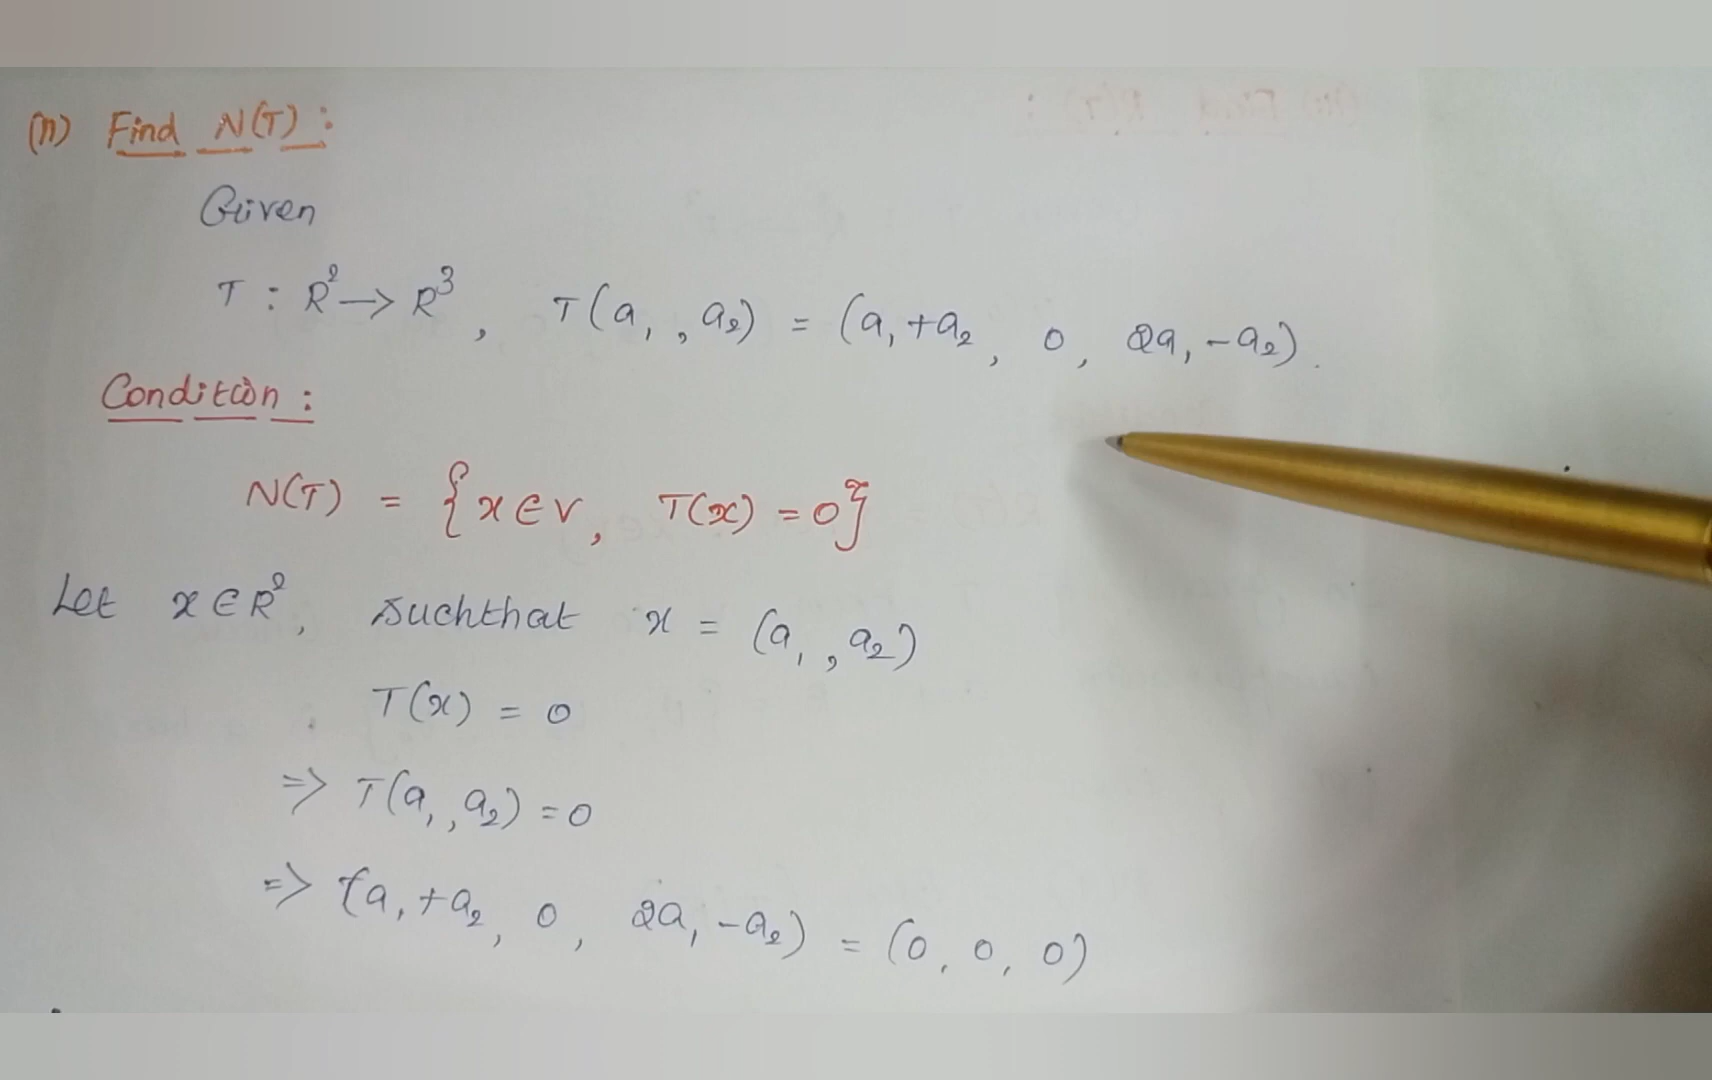 (ii) Find N(T) :
Given
T : R² → R³ , T(a₁ , a₂) = (a₁ + a₂ , 0 , 2a₁ - a₂) .
Condition :
N(T) = {x ∈ V , T(x) = 0}
Let x ∈ R² , suchthat x = (a₁ , a₂)
T(x) = 0
=> T(a₁ , a₂) = 0
=> (a₁ + a₂ , 0 , 2a₁ - a₂) = (0 , 0 , 0)